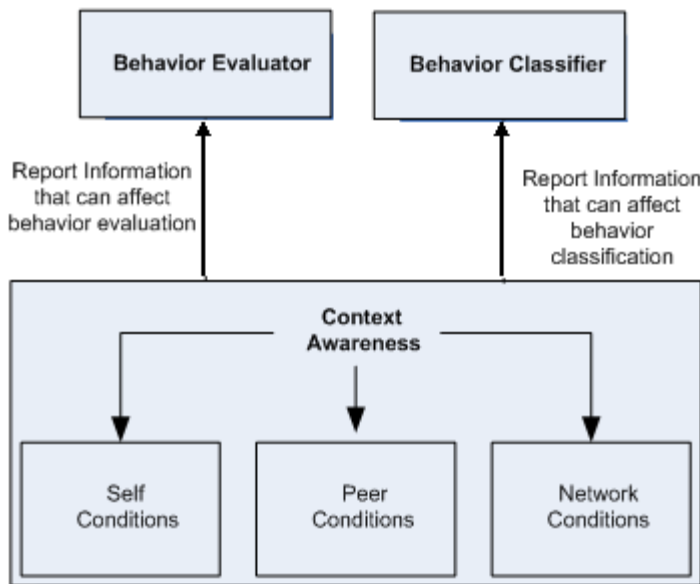 Behavior Evaluator
Behavior Classifier
Report Information
that can affect
behavior evaluation
Report Information
that can affect
behavior
classification
Context
Awareness
Self
Conditions
Peer
Conditions
Network
Conditions